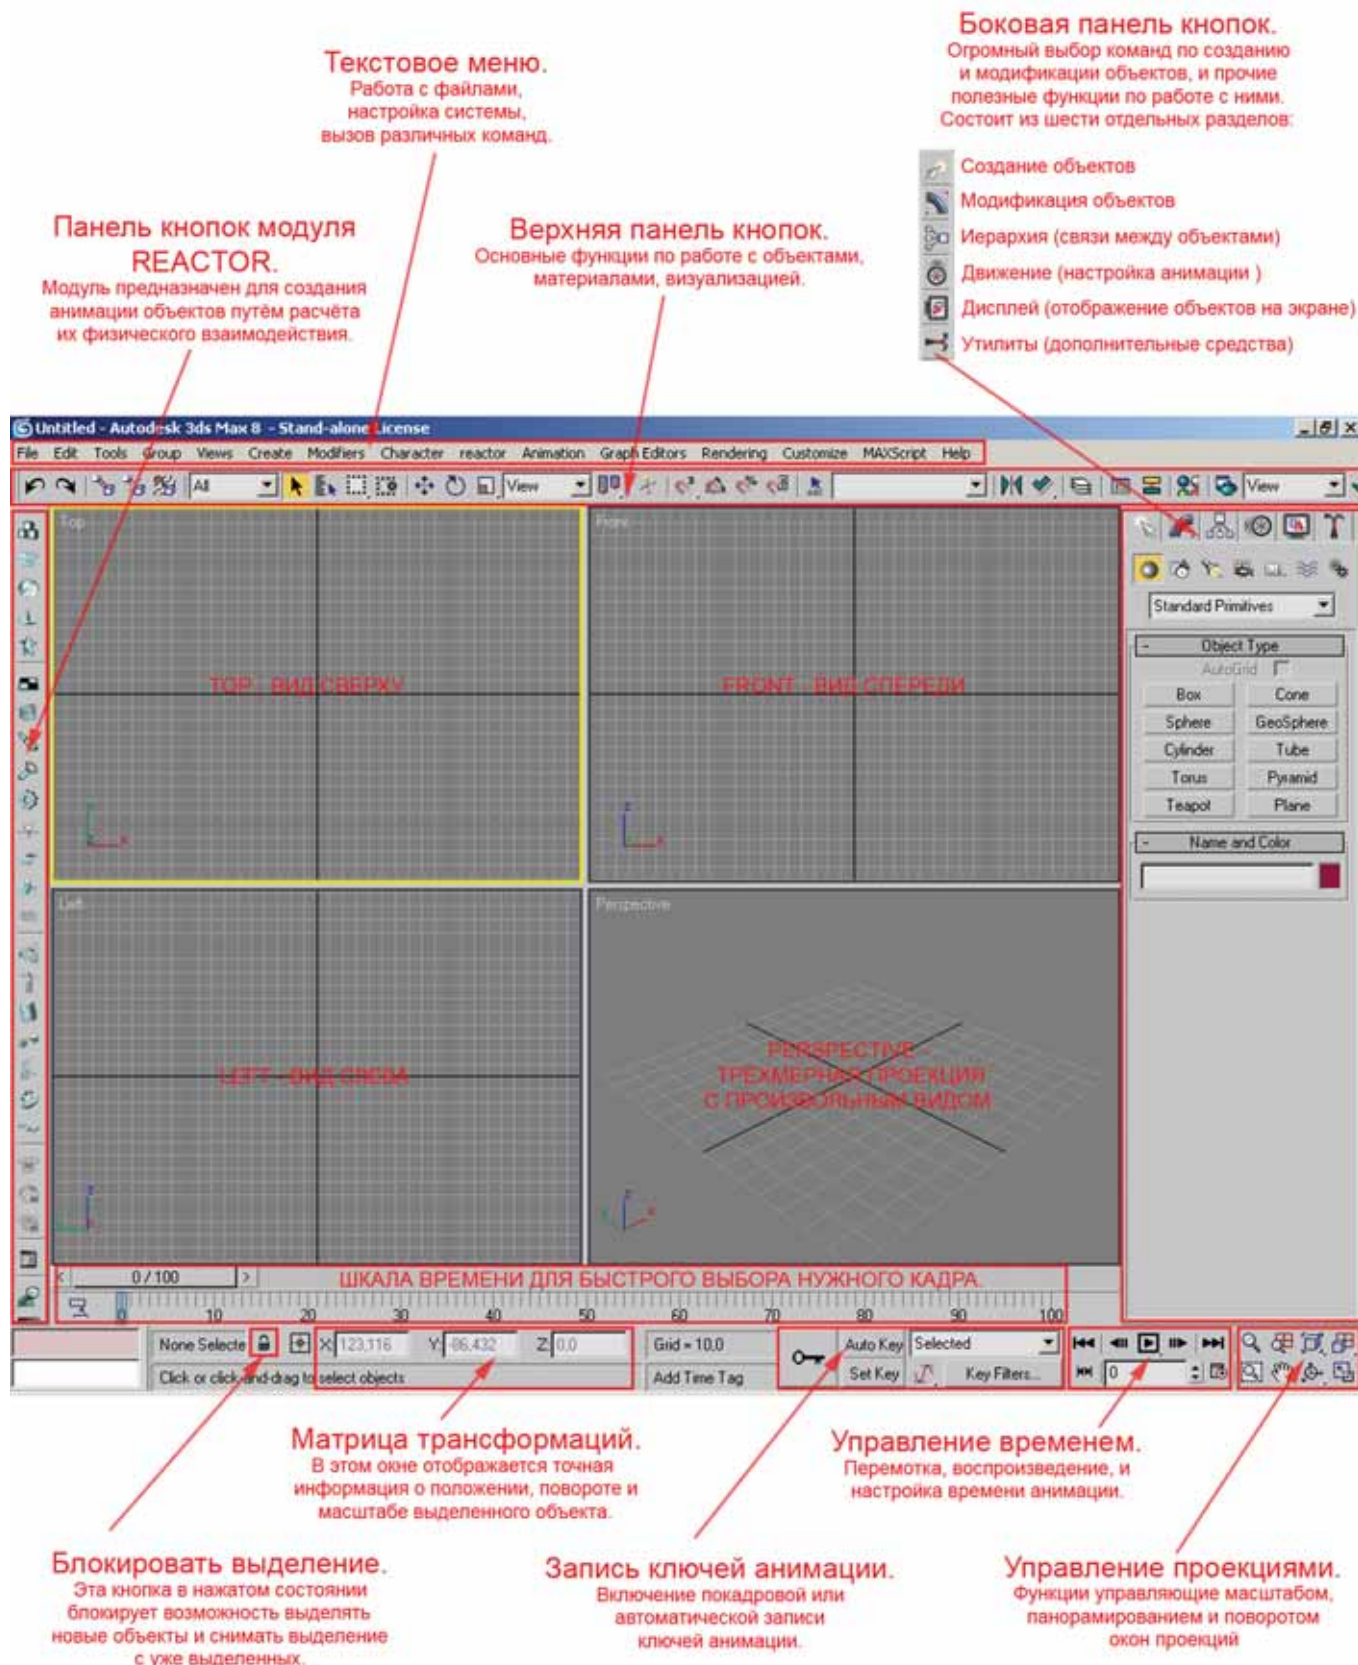 Боковая панель кнопок.
Огромный выбор команд по созданию
и модификации объектов, и прочие
полезные функции по работе с ними.
Состоит из шести отдельных разделов:
Создание объектов
Модификация объектов
Иерархия (связи между объектами)
Движение (настройка анимации )
Дисплей (отображение объектов на экране)
Утилиты (дополнительные средства)
Текстовое меню.
Работа с файлами,
настройка системы,
вызов различных команд.
Панель кнопок модуля
REACTOR.
Модуль предназначен для создания
анимации объектов путём расчёта
их физического взаимодействия.
Верхняя панель кнопок.
Основные функции по работе с объектами,
материалами, визуализацией.
Untitled - Autodesk 3ds Max 8 - Stand-alone License
File Edit Tools Group Views Create Modifiers Character reactor Animation Graph Editors Rendering Customize MAXScript Help
All View View
Top
Front
TOP - ВИД СВЕРХУ
FRONT - ВИД СПЕРЕДИ
Left
Perspective
LEFT - ВИД СЛЕВА
PERSPECTIVE -
ТРЁХМЕРНАЯ ПРОЕКЦИЯ
С ПРОИЗВОЛЬНЫМ ВИДОМ
Standard Primitives
- Object Type
AutoGrid
Box Cone
Sphere GeoSphere
Cylinder Tube
Torus Pyramid
Teapot Plane
- Name and Color
< 0 / 100 >
ШКАЛА ВРЕМЕНИ ДЛЯ БЫСТРОГО ВЫБОРА НУЖНОГО КАДРА.
0 10 20 30 40 50 60 70 80 90 100
None Selecte X: 123,116 Y: -86,432 Z: 0,0 Grid = 10,0 Auto Key Selected
Click or click-and-drag to select objects Add Time Tag Set Key Key Filters... 0
Матрица трансформаций.
В этом окне отображается точная
информация о положении, повороте и
масштабе выделенного объекта.
Управление временем.
Перемотка, воспроизведение, и
настройка времени анимации.
Блокировать выделение.
Эта кнопка в нажатом состоянии
блокирует возможность выделять
новые объекты и снимать выделение
с уже выделенных.
Запись ключей анимации.
Включение покадровой или
автоматической записи
ключей анимации.
Управление проекциями.
Функции управляющие масштабом,
панорамированием и поворотом
окон проекций